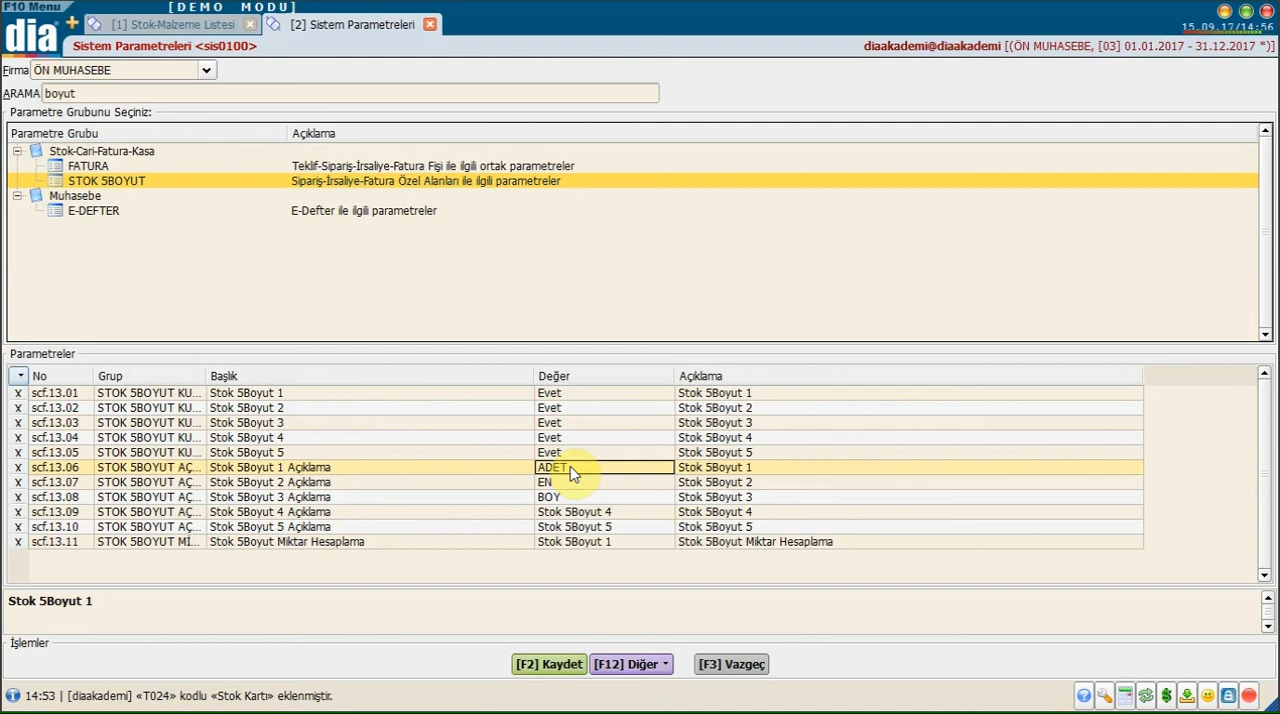 F10 Menu
[DEMO MODU]
dia
[1] Stok-Malzeme Listesi
[2] Sistem Parametreleri
15.09.17/14:56
Sistem Parametreleri <sis0100>
diaakademi@diaakademi [(ÖN MUHASEBE, [03] 01.01.2017 - 31.12.2017 *)]
Firma ÖN MUHASEBE
ARAMA boyut
Parametre Grubunu Seçiniz:
Parametre Grubu Açıklama
Stok-Cari-Fatura-Kasa
FATURA Teklif-Sipariş-İrsaliye-Fatura Fişi ile ilgili ortak parametreler
STOK 5BOYUT Sipariş-İrsaliye-Fatura Özel Alanları ile ilgili parametreler
Muhasebe
E-DEFTER E-Defter ile ilgili parametreler
Parametreler
No Grup Başlık Değer Açıklama
x scf.13.01 STOK 5BOYUT KU... Stok 5Boyut 1 Evet Stok 5Boyut 1
x scf.13.02 STOK 5BOYUT KU... Stok 5Boyut 2 Evet Stok 5Boyut 2
x scf.13.03 STOK 5BOYUT KU... Stok 5Boyut 3 Evet Stok 5Boyut 3
x scf.13.04 STOK 5BOYUT KU... Stok 5Boyut 4 Evet Stok 5Boyut 4
x scf.13.05 STOK 5BOYUT KU... Stok 5Boyut 5 Evet Stok 5Boyut 5
x scf.13.06 STOK 5BOYUT AÇ... Stok 5Boyut 1 Açıklama ADET Stok 5Boyut 1
x scf.13.07 STOK 5BOYUT AÇ... Stok 5Boyut 2 Açıklama EN Stok 5Boyut 2
x scf.13.08 STOK 5BOYUT AÇ... Stok 5Boyut 3 Açıklama BOY Stok 5Boyut 3
x scf.13.09 STOK 5BOYUT AÇ... Stok 5Boyut 4 Açıklama Stok 5Boyut 4 Stok 5Boyut 4
x scf.13.10 STOK 5BOYUT AÇ... Stok 5Boyut 5 Açıklama Stok 5Boyut 5 Stok 5Boyut 5
x scf.13.11 STOK 5BOYUT Mİ... Stok 5Boyut Miktar Hesaplama Stok 5Boyut 1 Stok 5Boyut Miktar Hesaplama
Stok 5Boyut 1
İşlemler
[F2] Kaydet [F12] Diğer [F3] Vazgeç
14:53 | [diaakademi] «T024» kodlu «Stok Kartı» eklenmiştir.